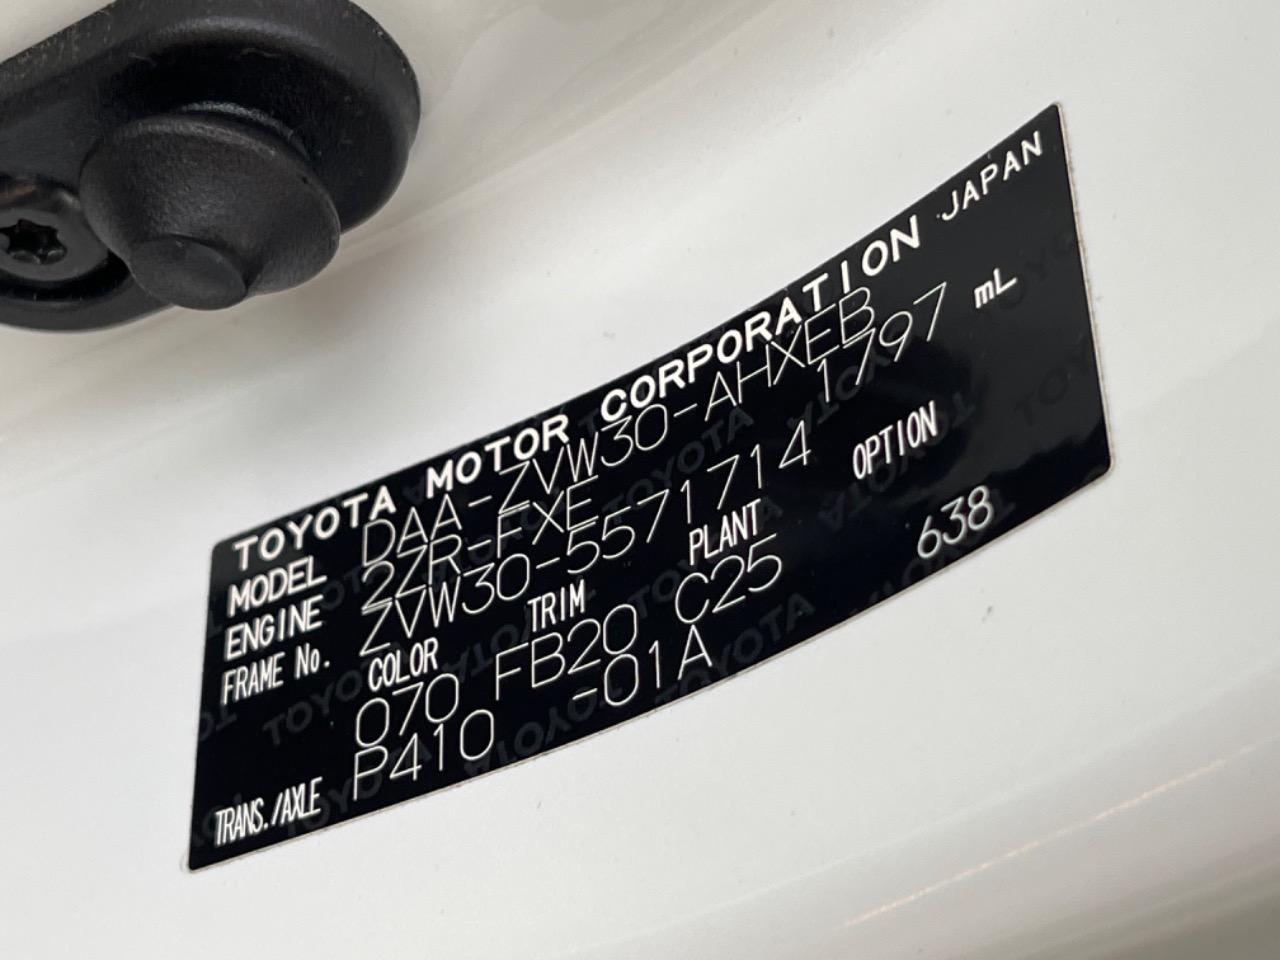 TOYOTA MOTOR CORPORATION JAPAN
MODEL DAA-ZVW30-AHXEB
ENGINE 2ZR-FXE 1797 mL
FRAME No. ZVW30-5571714
COLOR TRIM PLANT OPTION
070 FB20 C25 638
TRANS./AXLE P410 -01A